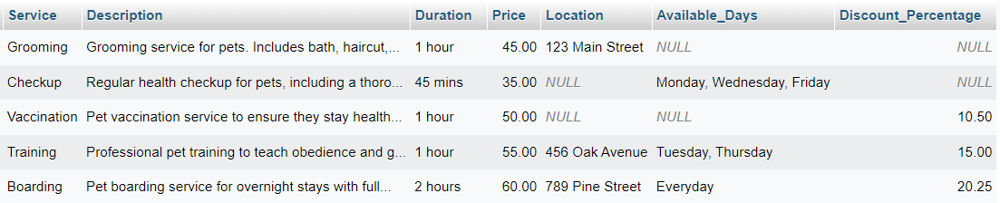 Service Description Duration Price Location Available_Days Discount_Percentage
Grooming Grooming service for pets. Includes bath, haircut,... 1 hour 45.00 123 Main Street NULL NULL
Checkup Regular health checkup for pets, including a thoro... 45 mins 35.00 NULL Monday, Wednesday, Friday NULL
Vaccination Pet vaccination service to ensure they stay health... 1 hour 50.00 NULL NULL 10.50
Training Professional pet training to teach obedience and g... 1 hour 55.00 456 Oak Avenue Tuesday, Thursday 15.00
Boarding Pet boarding service for overnight stays with full... 2 hours 60.00 789 Pine Street Everyday 20.25